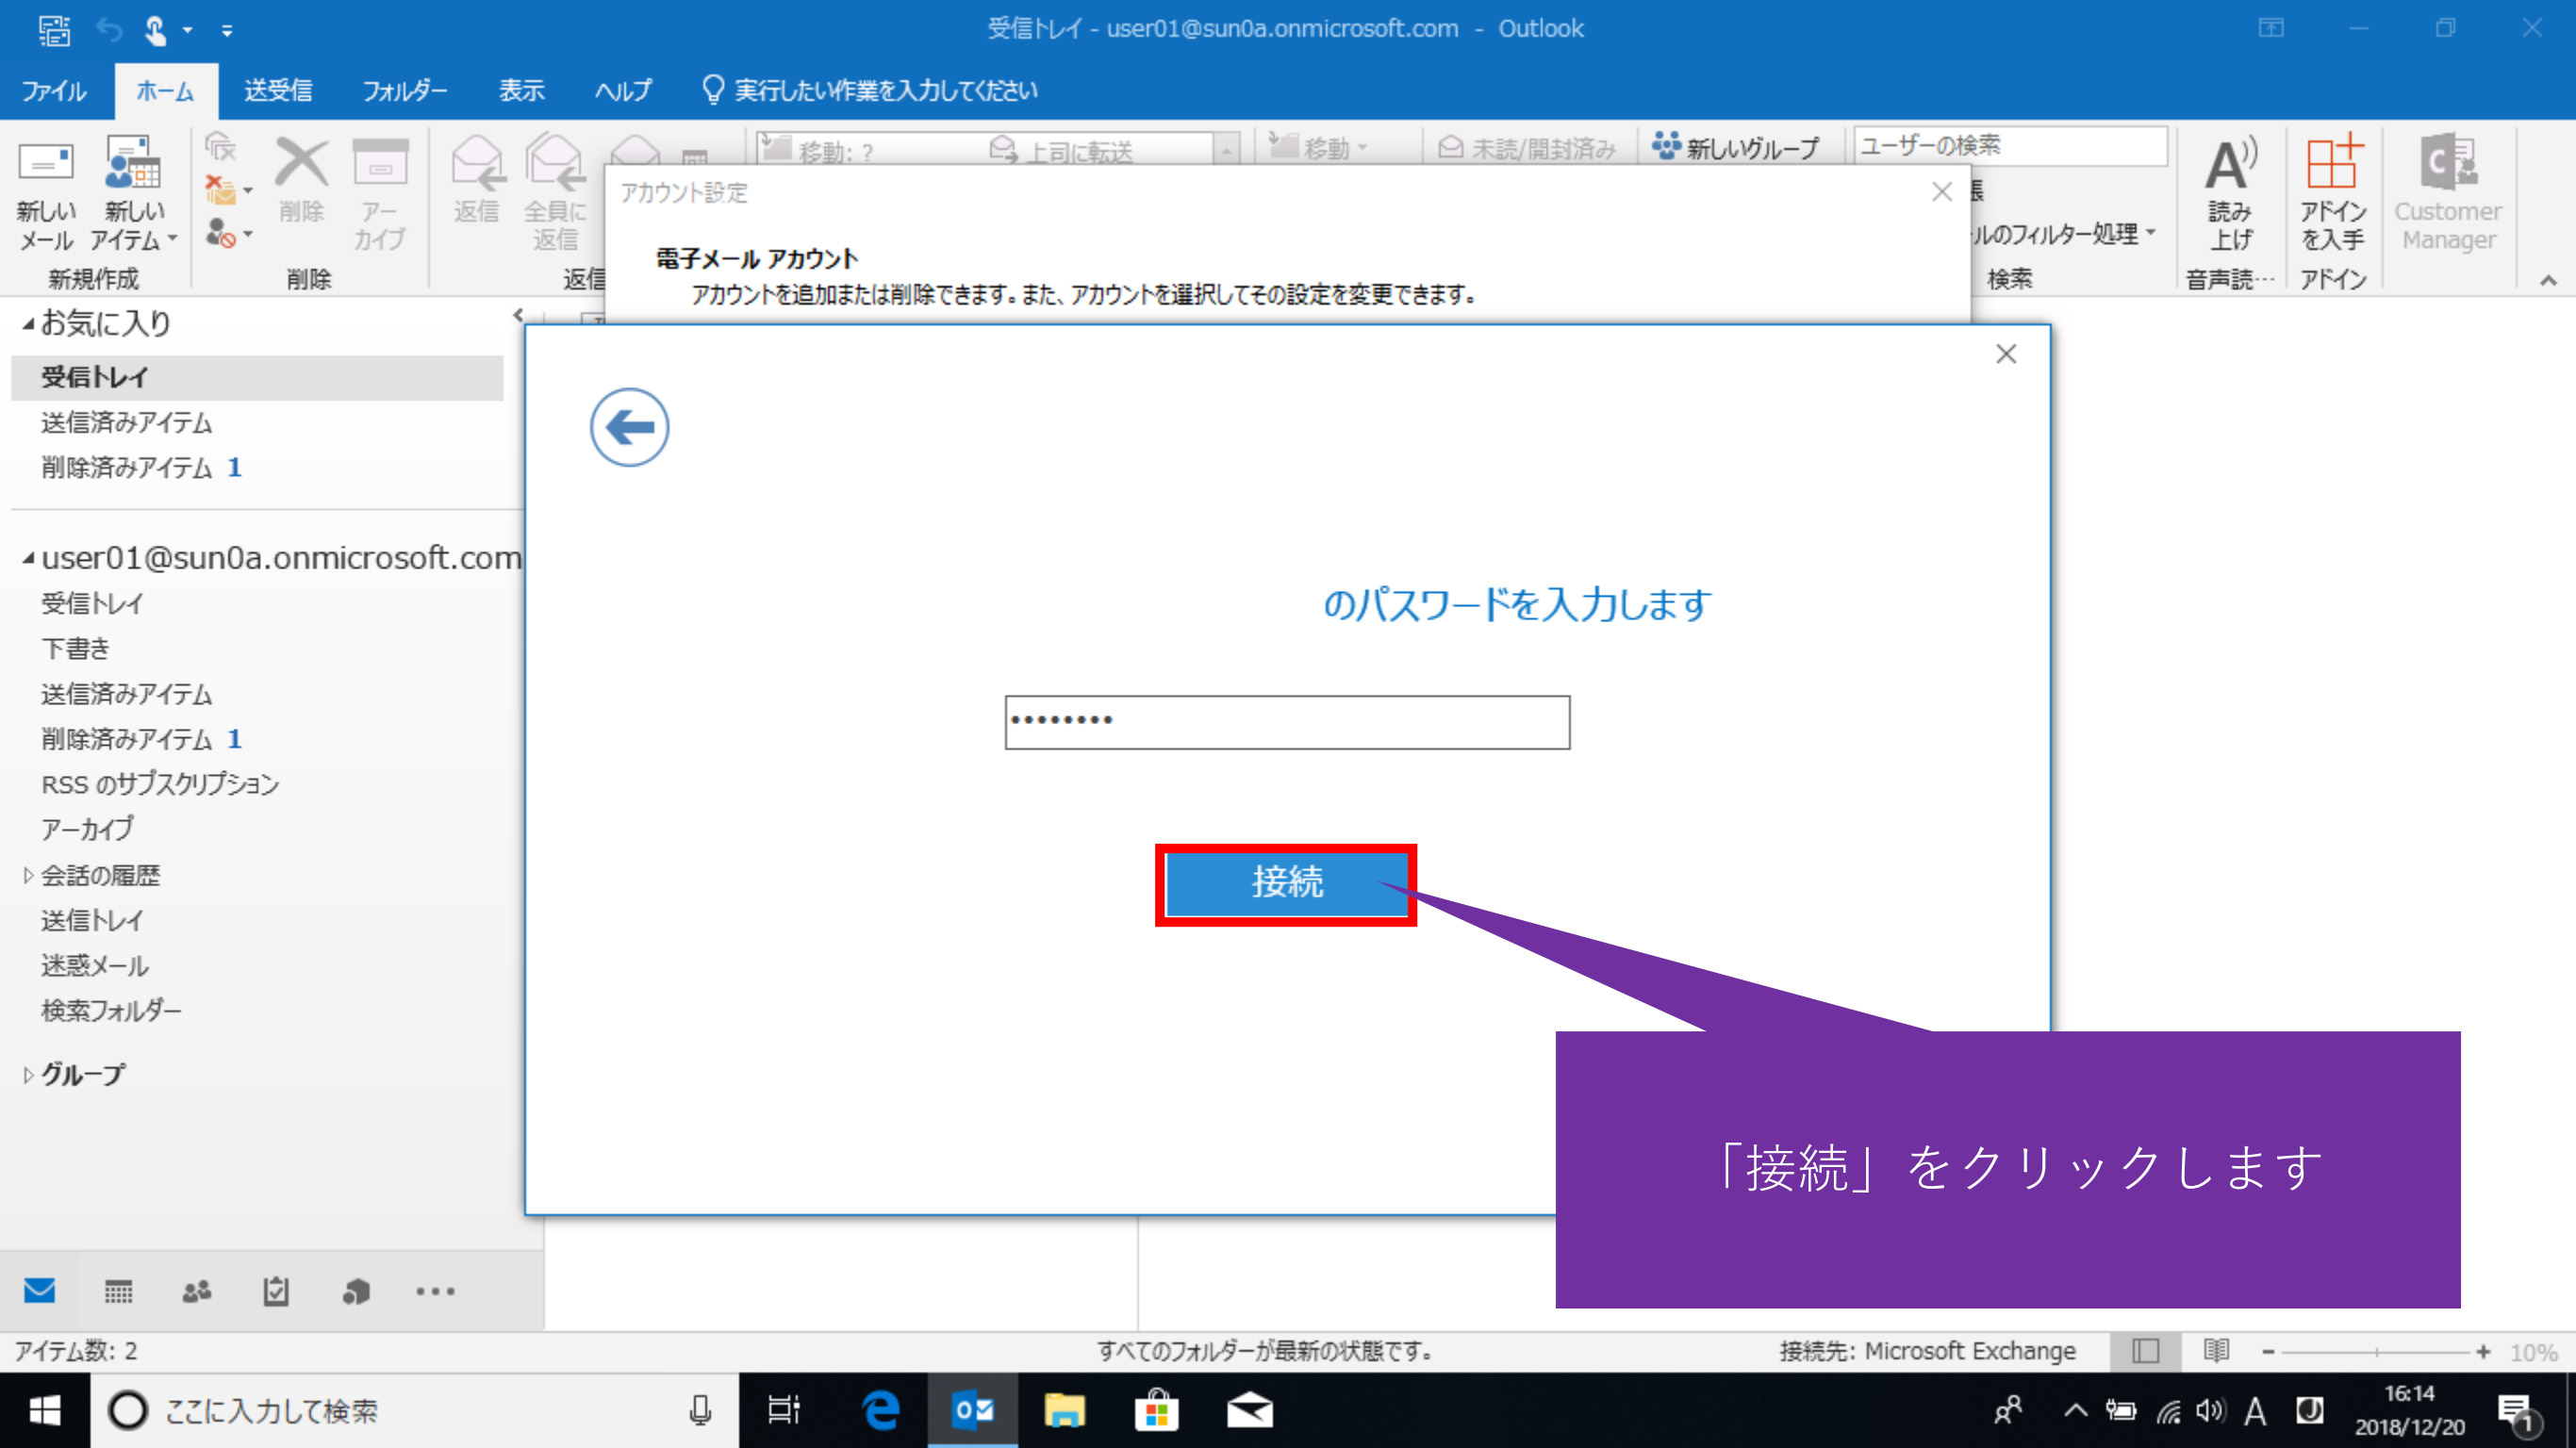 受信トレイ - user01@sun0a.onmicrosoft.com - Outlook
ファイル ホーム 送受信 フォルダー 表示 ヘルプ 実行したい作業を入力してください
新しい
メール
新しい
アイテム
新規作成
削除
アー
カイブ
削除
返信
全員に
返信
移動: ?
上司に転送
移動
未読/開封済み
新しいグループ
ユーザーの検索
ルのフィルター処理
検索
読み
上げ
音声読…
アドイン
を入手
アドイン
Customer
Manager
アカウント設定
電子メール アカウント
アカウントを追加または削除できます。また、アカウントを選択してその設定を変更できます。
お気に入り
受信トレイ
送信済みアイテム
削除済みアイテム 1
user01@sun0a.onmicrosoft.com
受信トレイ
下書き
送信済みアイテム
削除済みアイテム 1
RSS のサブスクリプション
アーカイブ
会話の履歴
送信トレイ
迷惑メール
検索フォルダー
グループ
のパスワードを入力します
••••••••
接続
「接続」をクリックします
アイテム数: 2
すべてのフォルダーが最新の状態です。
接続先: Microsoft Exchange
10%
ここに入力して検索
A
16:14
2018/12/20
1